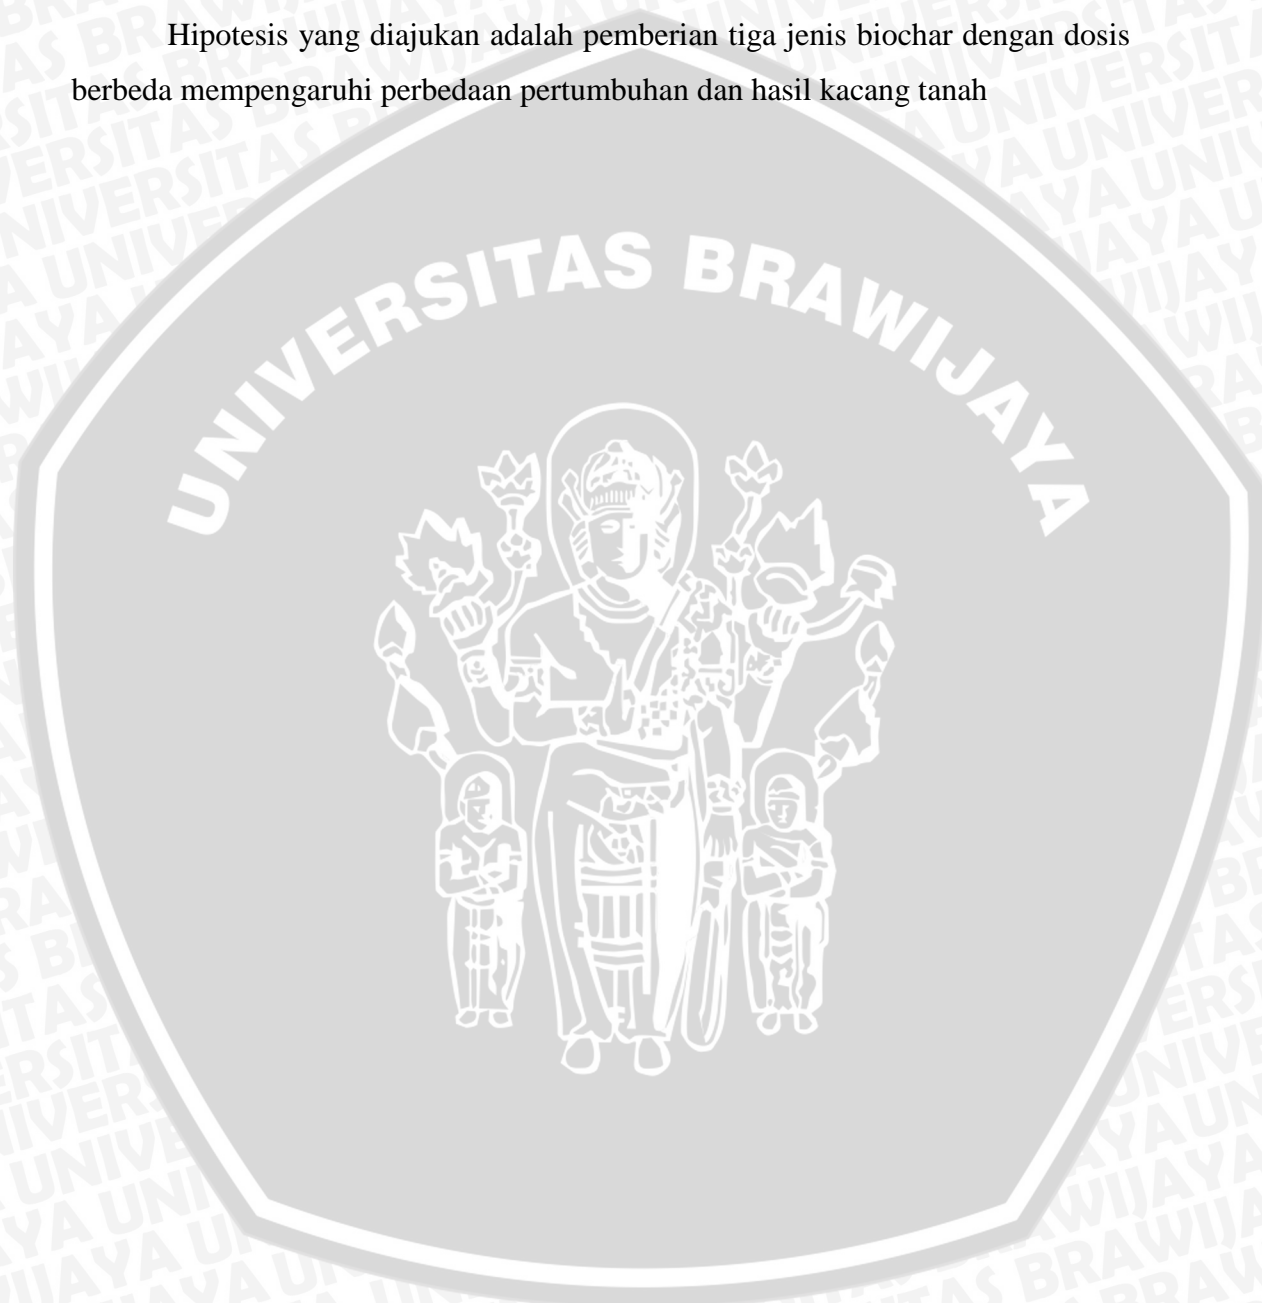 Hipotesis yang diajukan adalah pemberian tiga jenis biochar dengan dosis
berbeda mempengaruhi perbedaan pertumbuhan dan hasil kacang tanah
UNIVERSITAS BRAWIJAYA